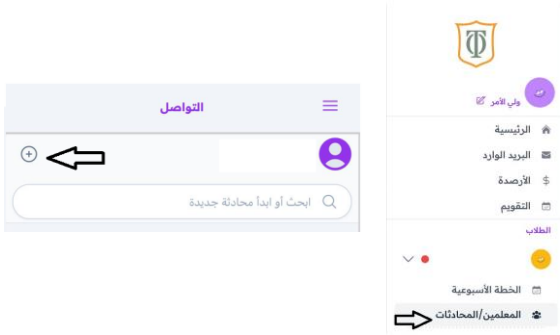 ولي الأمر
الرئيسية
البريد الوارد
الأرصدة
التقويم
الطلاب
الخطة الأسبوعية
المعلمين/المحادثات
التواصل
ابحث أو ابدأ محادثة جديدة